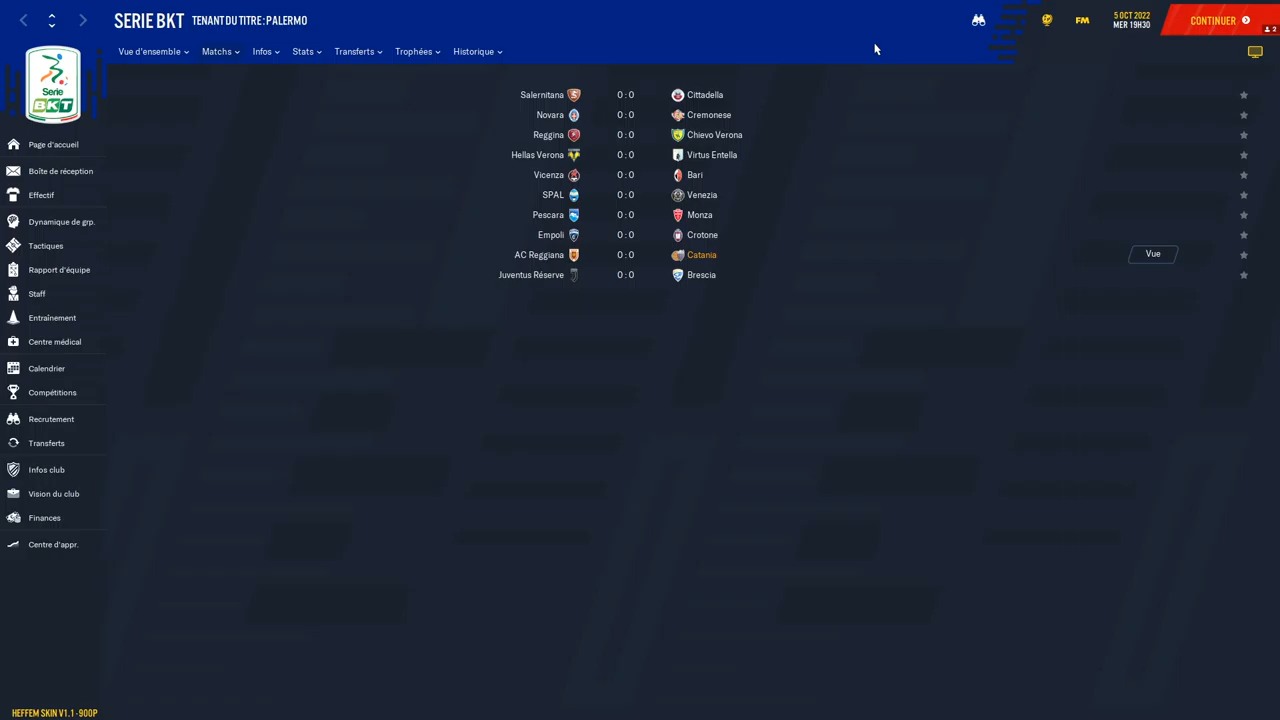 SERIE BKT TENANT DU TITRE : PALERMO
5 OCT 2022
MER 19H30
CONTINUER
2
Vue d'ensemble Matchs Infos Stats Transferts Trophées Historique
Serie
BKT
Salernitana 0 : 0 Cittadella
Novara 0 : 0 Cremonese
Reggina 0 : 0 Chievo Verona
Hellas Verona 0 : 0 Virtus Entella
Vicenza 0 : 0 Bari
SPAL 0 : 0 Venezia
Pescara 0 : 0 Monza
Empoli 0 : 0 Crotone
AC Reggiana 0 : 0 Catania Vue
Juventus Réserve 0 : 0 Brescia
FM
Page d'accueil
Boîte de réception
Effectif
Dynamique de grp.
Tactiques
Rapport d'équipe
Staff
Entraînement
Centre médical
Calendrier
Compétitions
Recrutement
Transferts
Infos club
Vision du club
Finances
Centre d'appr.
HEFFEM SKIN V1.1 - 900P